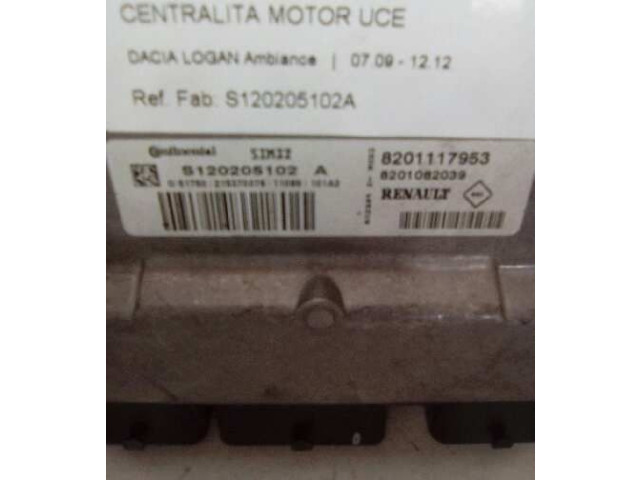 CENTRALITA MOTOR UCE
DACIA LOGAN Ambiance | 07.09 - 12.12
Ref. Fab: S120205102A
Continental SIM32
S120205102 A
8201117953
8201082039
RENAULT
0